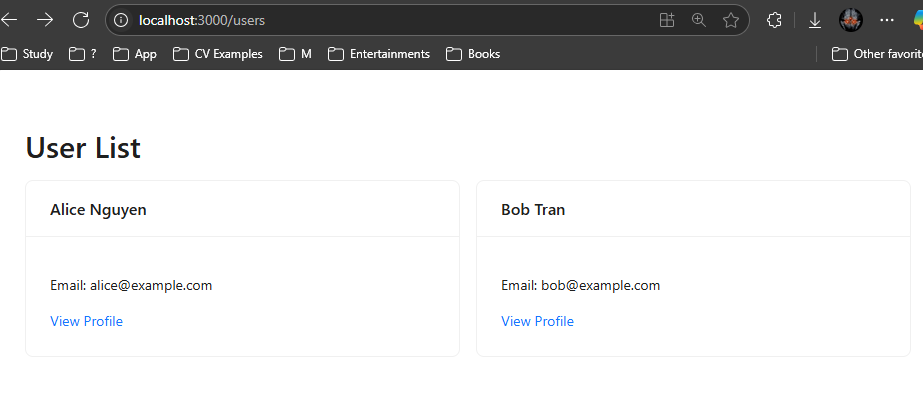 localhost:3000/users
Study ? App CV Examples M Entertainments Books Other favorit
User List
Alice Nguyen Bob Tran
Email: alice@example.com Email: bob@example.com
View Profile View Profile